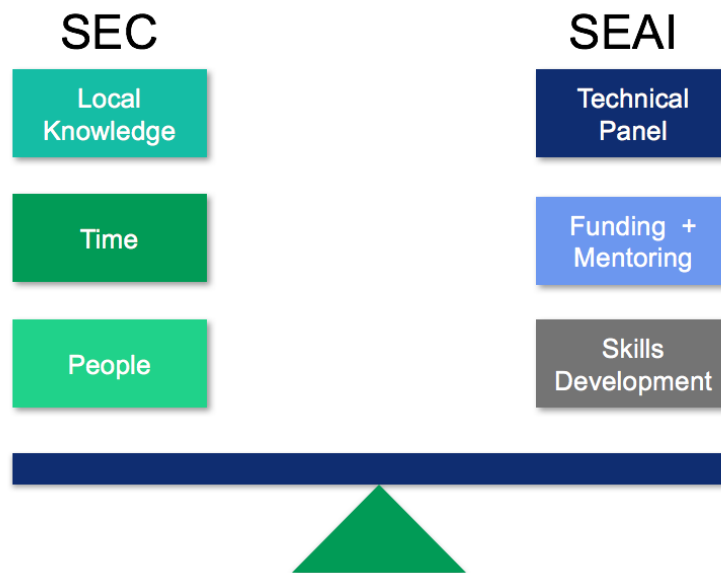 SEC
Local
Knowledge
Time
People
SEAI
Technical
Panel
Funding +
Mentoring
Skills
Development